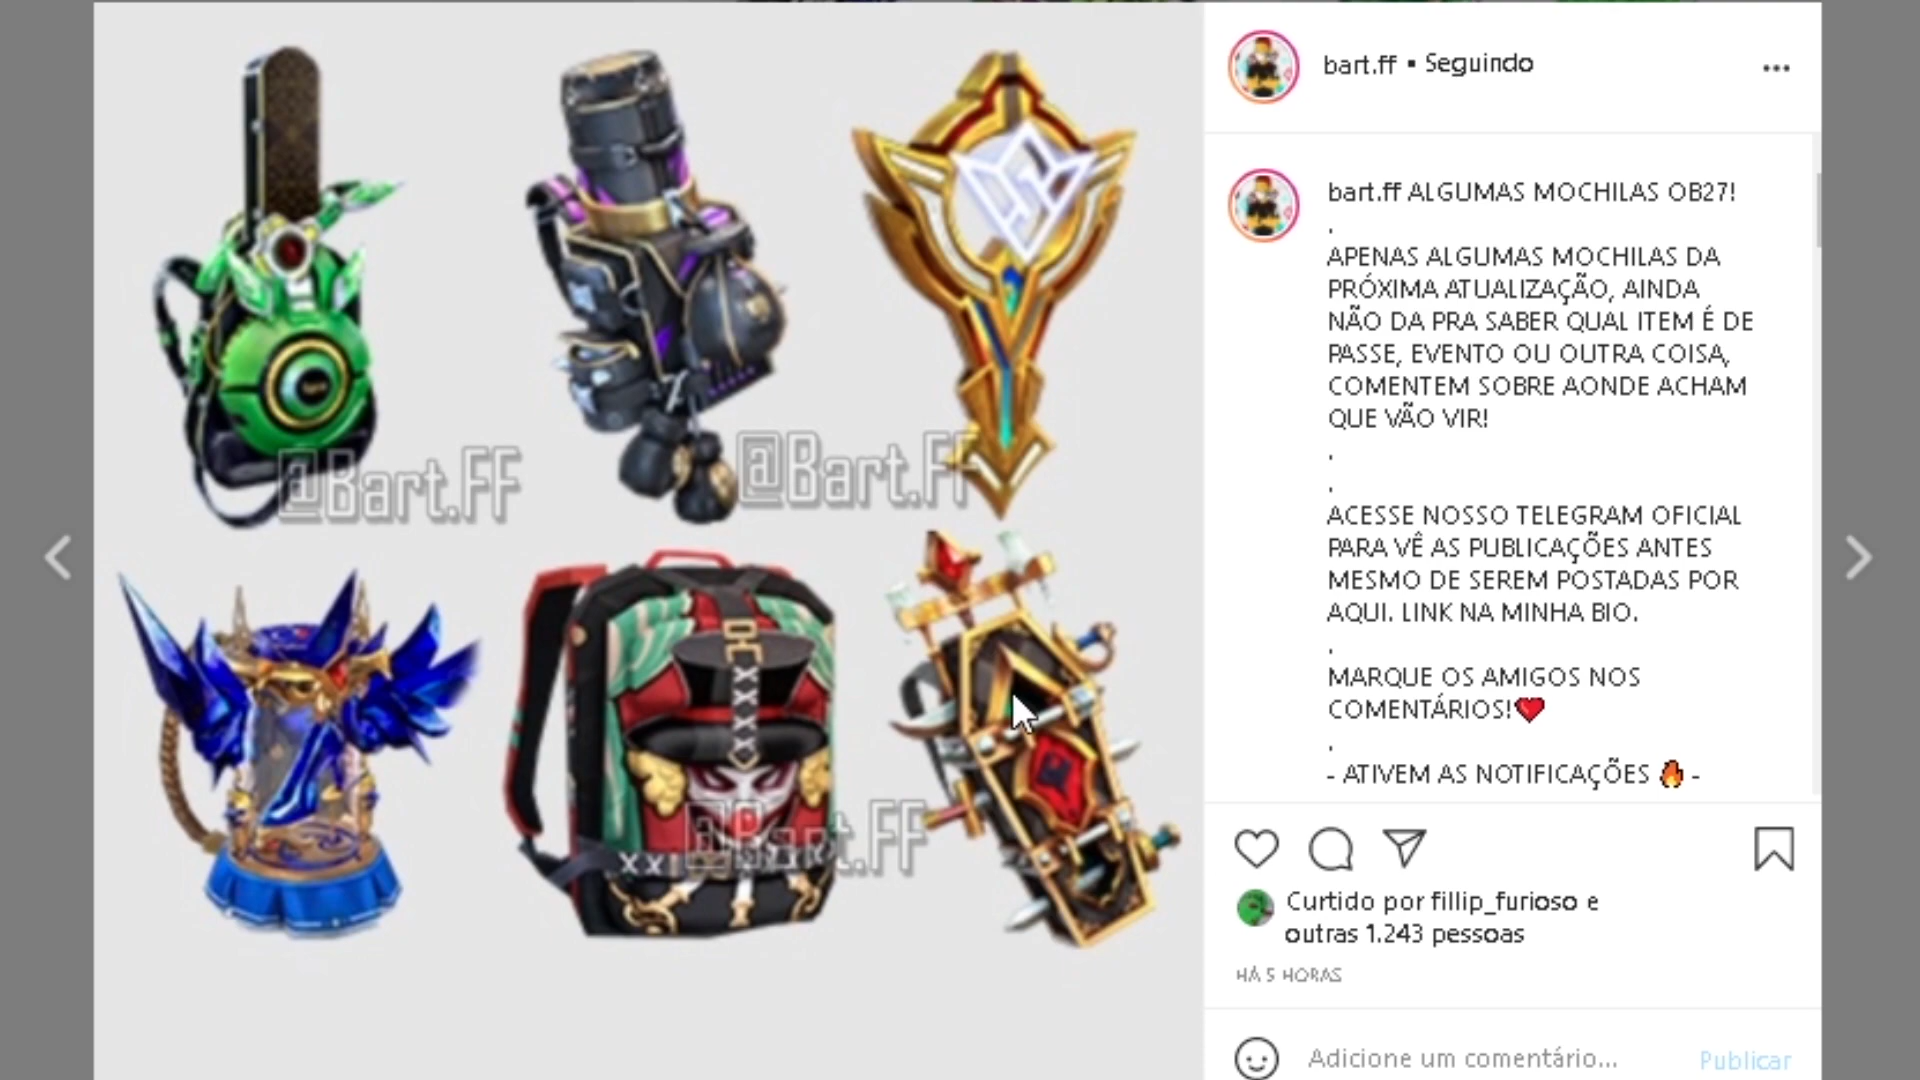 bart.ff • Seguindo
bart.ff ALGUMAS MOCHILAS OB27!
.
APENAS ALGUMAS MOCHILAS DA
PRÓXIMA ATUALIZAÇÃO, AINDA
NÃO DA PRA SABER QUAL ITEM É DE
PASSE, EVENTO OU OUTRA COISA,
COMENTEM SOBRE AONDE ACHAM
QUE VÃO VIR!
.
.
ACESSE NOSSO TELEGRAM OFICIAL
PARA VÊ AS PUBLICAÇÕES ANTES
MESMO DE SEREM POSTADAS POR
AQUI. LINK NA MINHA BIO.
.
MARQUE OS AMIGOS NOS
COMENTÁRIOS!❤️
.
- ATIVEM AS NOTIFICAÇÕES 🔥 -
Curtido por fillip_furioso e
outras 1.243 pessoas
HÁ 5 HORAS
Adicione um comentário...
Publicar
@Bart.FF
@Bart.FF
@Bart.FF